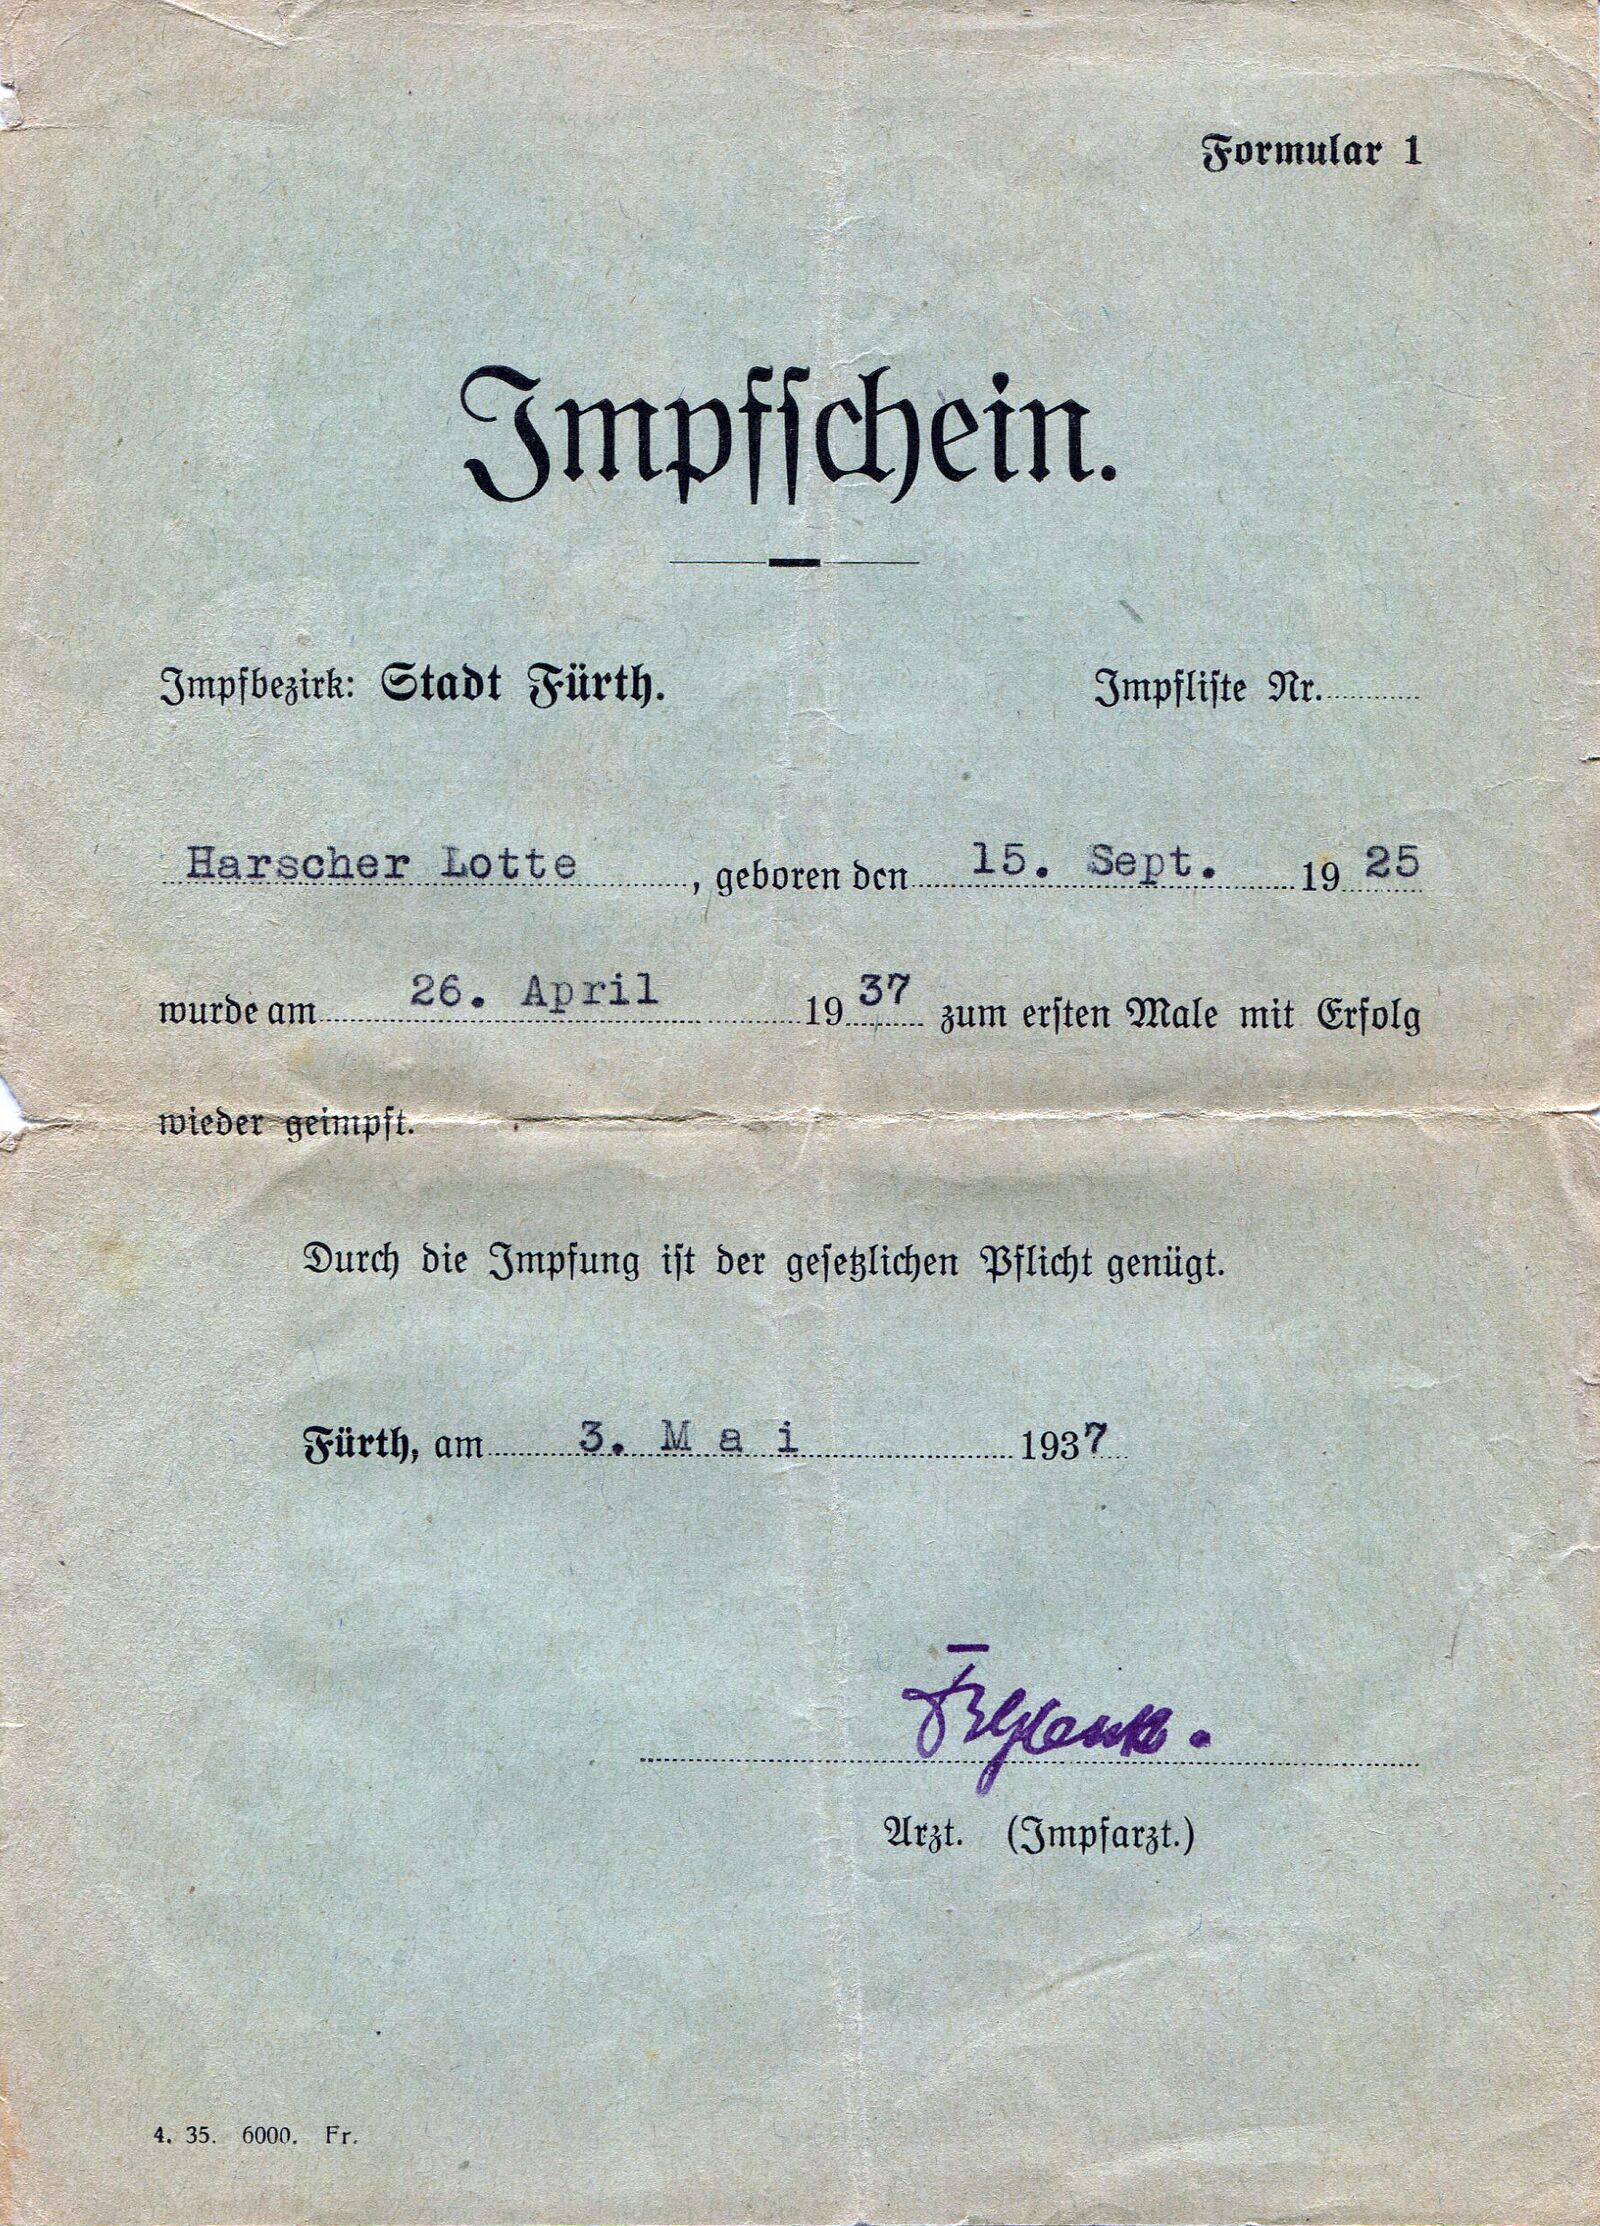 Formular 1
Impfschein.
Impfbezirk: Stadt Fürth. Impfliste Nr.
Harscher Lotte, geboren den 15. Sept. 1925
wurde am 26. April 1937 zum ersten Male mit Erfolg
wieder geimpft.
Durch die Impfung ist der gesetzlichen Pflicht genügt.
Fürth, am 3. Mai 1937
Arzt. (Impfarzt.)
4. 35. 6000. Fr.